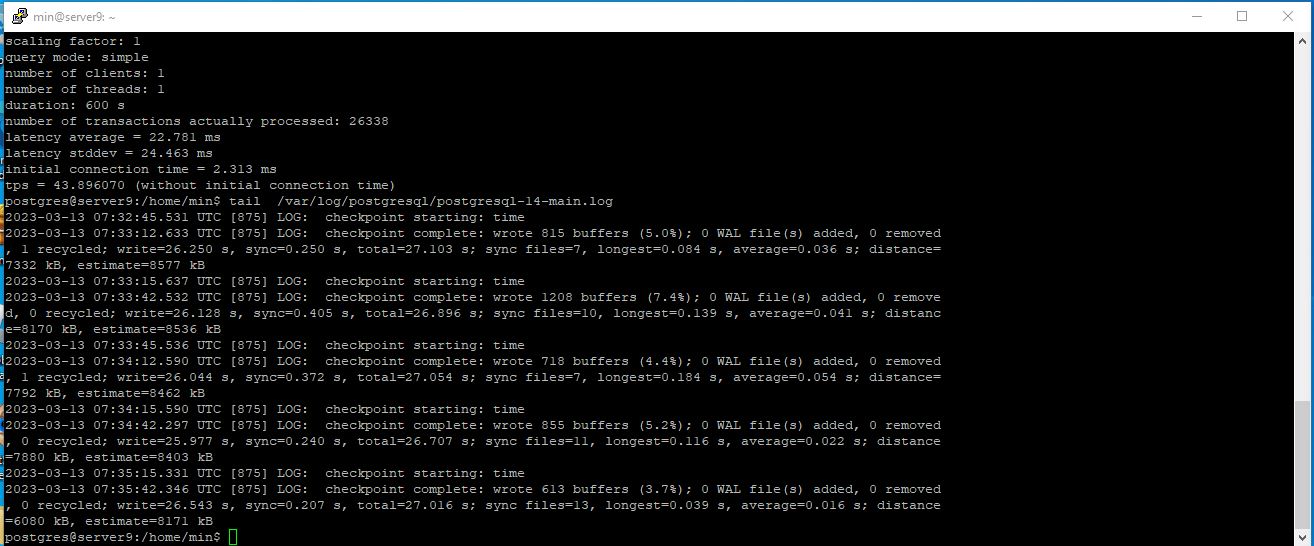 min@server9: ~
scaling factor: 1
query mode: simple
number of clients: 1
number of threads: 1
duration: 600 s
number of transactions actually processed: 26338
latency average = 22.781 ms
latency stddev = 24.463 ms
initial connection time = 2.313 ms
tps = 43.896070 (without initial connection time)
postgres@server9:/home/min$ tail  /var/log/postgresql/postgresql-14-main.log
2023-03-13 07:32:45.531 UTC [875] LOG:  checkpoint starting: time
2023-03-13 07:33:12.633 UTC [875] LOG:  checkpoint complete: wrote 815 buffers (5.0%); 0 WAL file(s) added, 0 removed
, 1 recycled; write=26.250 s, sync=0.250 s, total=27.103 s; sync files=7, longest=0.084 s, average=0.036 s; distance=
7332 kB, estimate=8577 kB
2023-03-13 07:33:15.637 UTC [875] LOG:  checkpoint starting: time
2023-03-13 07:33:42.532 UTC [875] LOG:  checkpoint complete: wrote 1208 buffers (7.4%); 0 WAL file(s) added, 0 remove
d, 0 recycled; write=26.128 s, sync=0.405 s, total=26.896 s; sync files=10, longest=0.139 s, average=0.041 s; distanc
e=8170 kB, estimate=8536 kB
2023-03-13 07:33:45.536 UTC [875] LOG:  checkpoint starting: time
2023-03-13 07:34:12.590 UTC [875] LOG:  checkpoint complete: wrote 718 buffers (4.4%); 0 WAL file(s) added, 0 removed
, 1 recycled; write=26.044 s, sync=0.372 s, total=27.054 s; sync files=7, longest=0.184 s, average=0.054 s; distance=
7792 kB, estimate=8462 kB
2023-03-13 07:34:15.590 UTC [875] LOG:  checkpoint starting: time
2023-03-13 07:34:42.297 UTC [875] LOG:  checkpoint complete: wrote 855 buffers (5.2%); 0 WAL file(s) added, 0 removed
, 0 recycled; write=25.977 s, sync=0.240 s, total=26.707 s; sync files=11, longest=0.116 s, average=0.022 s; distance
=7880 kB, estimate=8403 kB
2023-03-13 07:35:15.331 UTC [875] LOG:  checkpoint starting: time
2023-03-13 07:35:42.346 UTC [875] LOG:  checkpoint complete: wrote 613 buffers (3.7%); 0 WAL file(s) added, 0 removed
, 0 recycled; write=26.543 s, sync=0.207 s, total=27.016 s; sync files=13, longest=0.039 s, average=0.016 s; distance
=6080 kB, estimate=8171 kB
postgres@server9:/home/min$